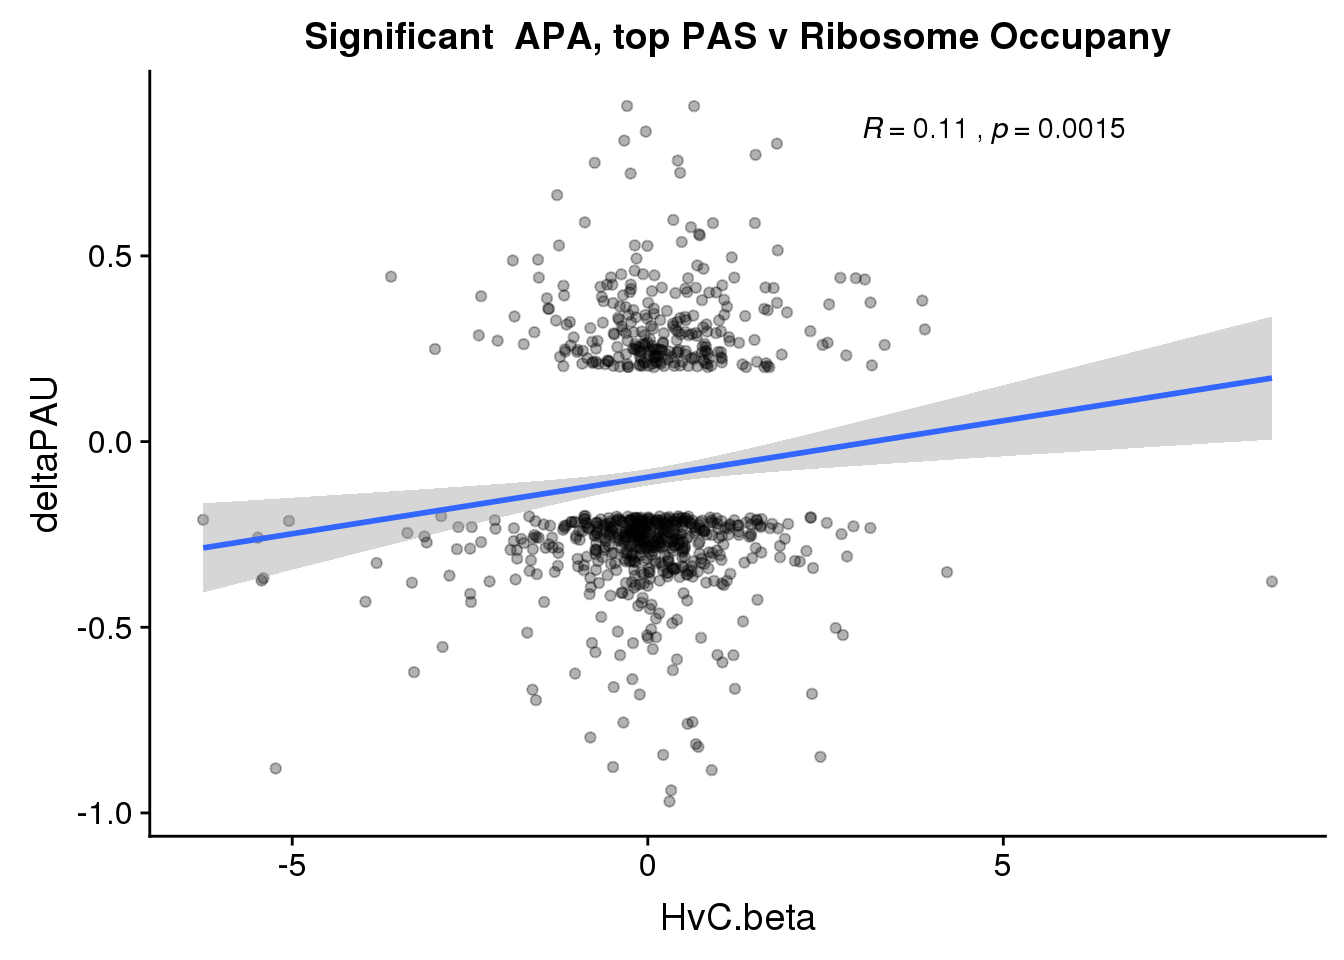 Significant  APA, top PAS v Ribosome Occupany
R = 0.11 , p = 0.0015
0.5
0.0
-0.5
-1.0
deltaPAU
-5
0
5
HvC.beta